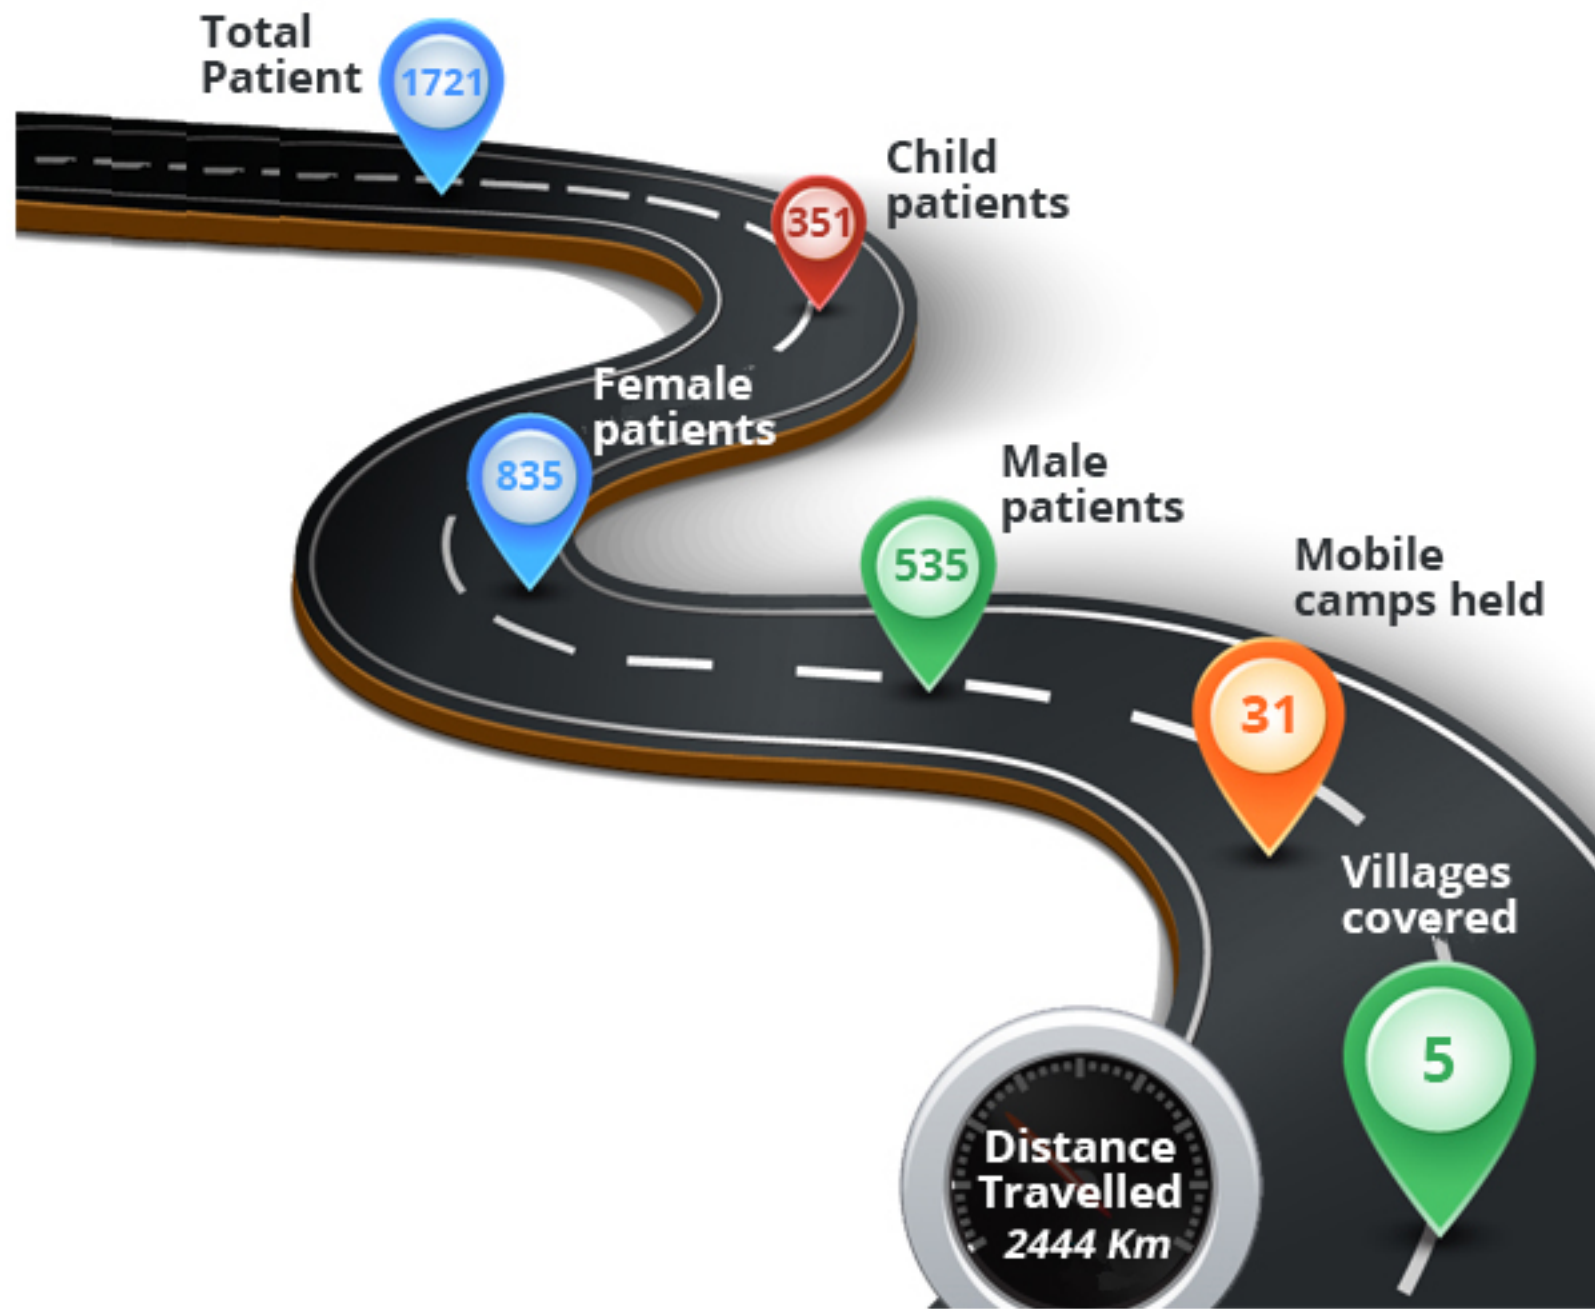 Total
Patient
1721
Child
patients
351
Female
patients
835
Male
patients
535
Mobile
camps held
31
Villages
covered
5
Distance
Travelled
2444 Km